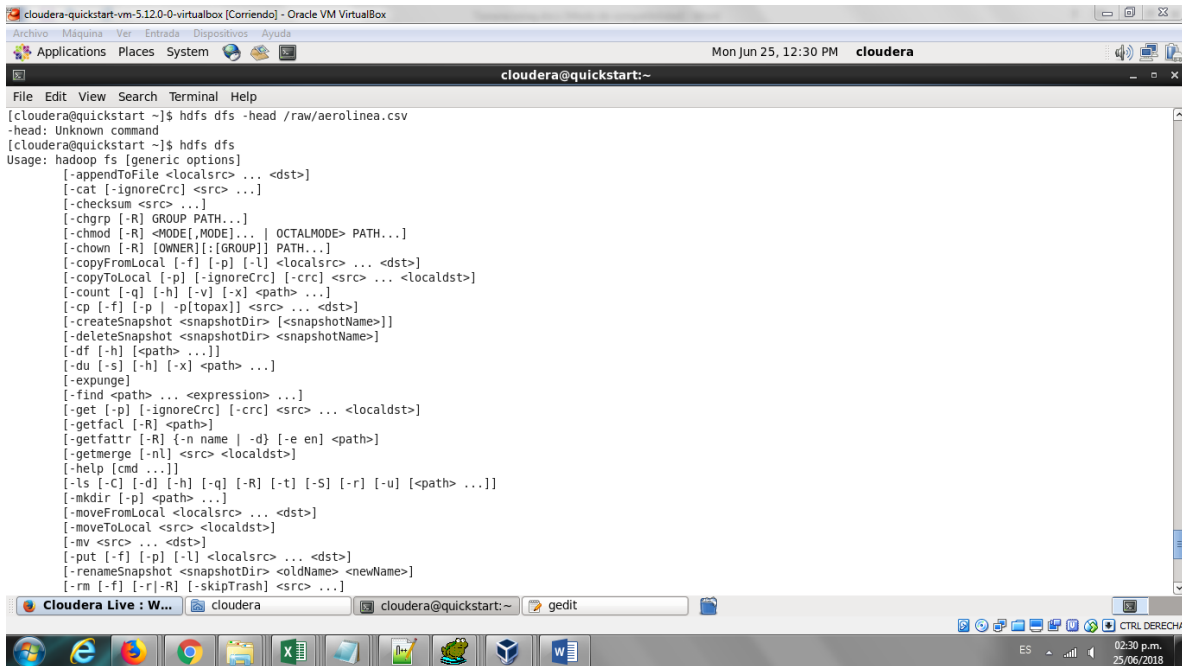 cloudera-quickstart-vm-5.12.0-0-virtualbox [Corriendo] - Oracle VM VirtualBox
Archivo Máquina Ver Entrada Dispositivos Ayuda
Applications Places System Mon Jun 25, 12:30 PM cloudera
cloudera@quickstart:~
File Edit View Search Terminal Help
[cloudera@quickstart ~]$ hdfs dfs -head /raw/aerolinea.csv
-head: Unknown command
[cloudera@quickstart ~]$ hdfs dfs
Usage: hadoop fs [generic options]
[-appendToFile <localsrc> ... <dst>]
[-cat [-ignoreCrc] <src> ...]
[-checksum <src> ...]
[-chgrp [-R] GROUP PATH...]
[-chmod [-R] <MODE[,MODE]... | OCTALMODE> PATH...]
[-chown [-R] [OWNER][:[GROUP]] PATH...]
[-copyFromLocal [-f] [-p] [-l] <localsrc> ... <dst>]
[-copyToLocal [-p] [-ignoreCrc] [-crc] <src> ... <localdst>]
[-count [-q] [-h] [-v] [-x] <path> ...]
[-cp [-f] [-p | -p[topax]] <src> ... <dst>]
[-createSnapshot <snapshotDir> [<snapshotName>]]
[-deleteSnapshot <snapshotDir> <snapshotName>]
[-df [-h] [<path> ...]]
[-du [-s] [-h] [-x] <path> ...]
[-expunge]
[-find <path> ... <expression> ...]
[-get [-p] [-ignoreCrc] [-crc] <src> ... <localdst>]
[-getfacl [-R] <path>]
[-getfattr [-R] {-n name | -d} [-e en] <path>]
[-getmerge [-nl] <src> <localdst>]
[-help [cmd ...]]
[-ls [-C] [-d] [-h] [-q] [-R] [-t] [-S] [-r] [-u] [<path> ...]]
[-mkdir [-p] <path> ...]
[-moveFromLocal <localsrc> ... <dst>]
[-moveToLocal <src> <localdst>]
[-mv <src> ... <dst>]
[-put [-f] [-p] [-l] <localsrc> ... <dst>]
[-renameSnapshot <snapshotDir> <oldName> <newName>]
[-rm [-f] [-r|-R] [-skipTrash] <src> ...]
Cloudera Live : W... cloudera cloudera@quickstart:~ gedit
CTRL DERECHA
ES 02:30 p.m.
25/06/2018